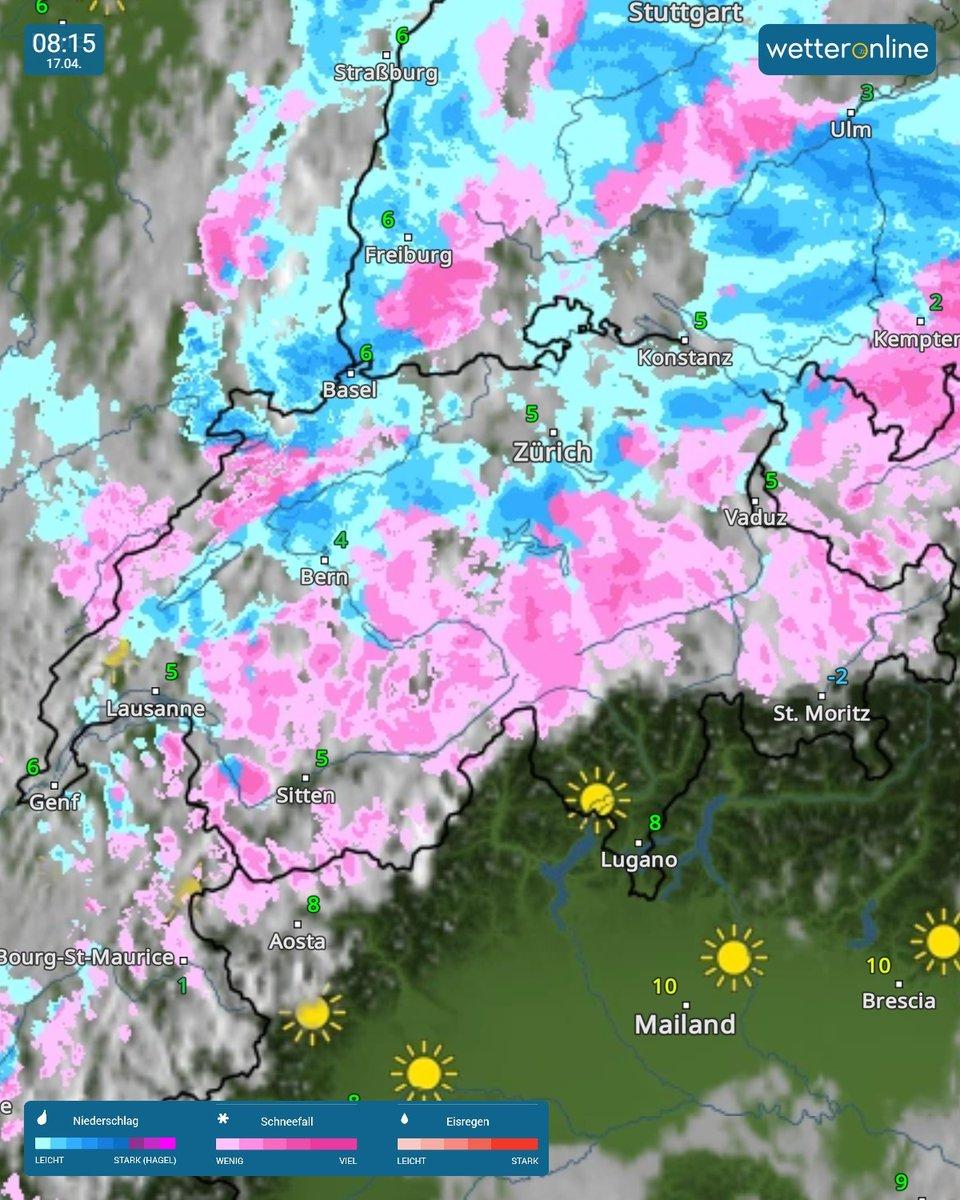 6
Stuttgart
08:15
17.04.
wetteronline
6
Straßburg
3
Ulm
6
Freiburg
2
Kempten
5
Konstanz
6
Basel
5
Zürich
5
Vaduz
4
Bern
5
Lausanne
-2
St. Moritz
6
Genf
5
Sitten
8
Lugano
8
Aosta
Bourg-St-Maurice
1
10
Mailand
10
Brescia
8
e
Niederschlag
LEICHT STARK (HAGEL)
Schneefall
WENIG VIEL
Eisregen
LEICHT STARK
9